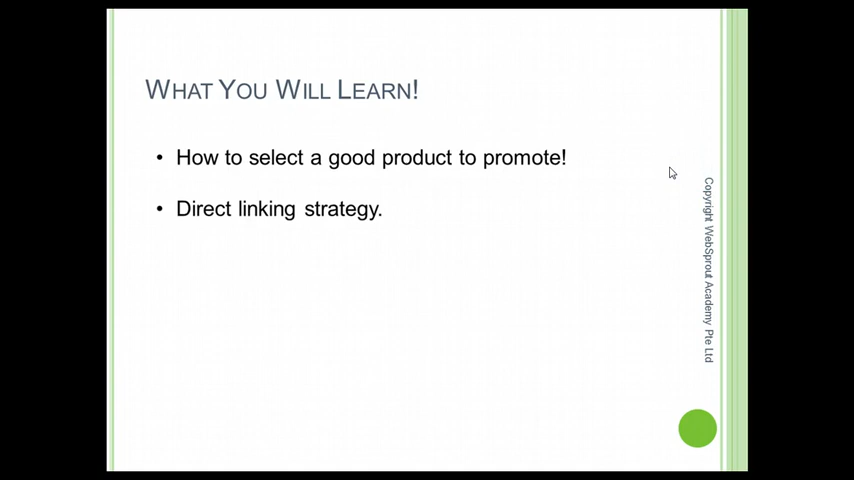 WHAT YOU WILL LEARN!
• How to select a good product to promote!
• Direct linking strategy.
Copyright WebSprout Academy Pte Ltd